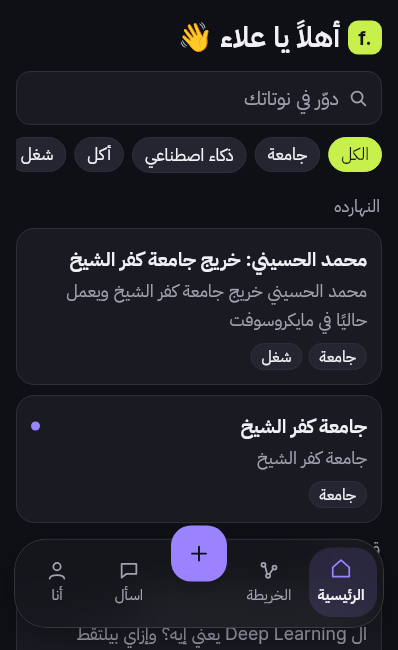 f.
أهلاً يا علاء 👋
دوّر في نوتاتك
الكل
جامعة
ذكاء اصطناعي
أكل
شغل
النهارده
محمد الحسيني: خريج جامعة كفر الشيخ
محمد الحسيني خريج جامعة كفر الشيخ ويعمل
حاليًا في مايكروسوفت
جامعة
شغل
جامعة كفر الشيخ
جامعة كفر الشيخ
جامعة
الرئيسية
الخريطة
اسأل
أنا
ال Deep Learning يعني إيه؟ وإزاي بيلتقط